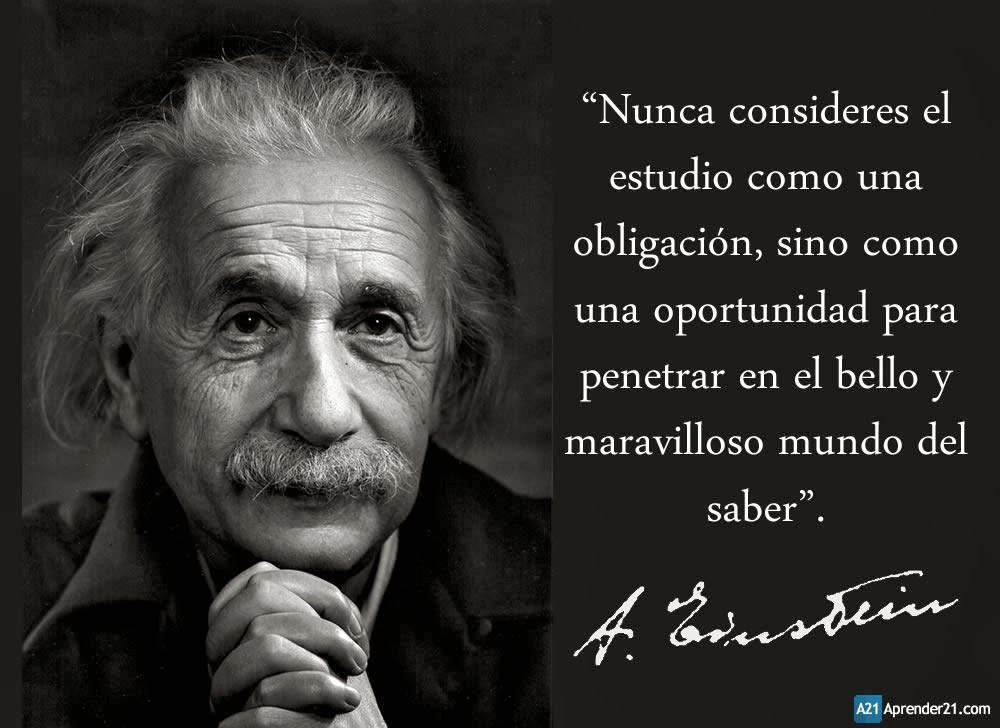 “Nunca consideres el
estudio como una
obligación, sino como
una oportunidad para
penetrar en el bello y
maravilloso mundo del
saber”.
A. Einstein
A21 Aprender21.com